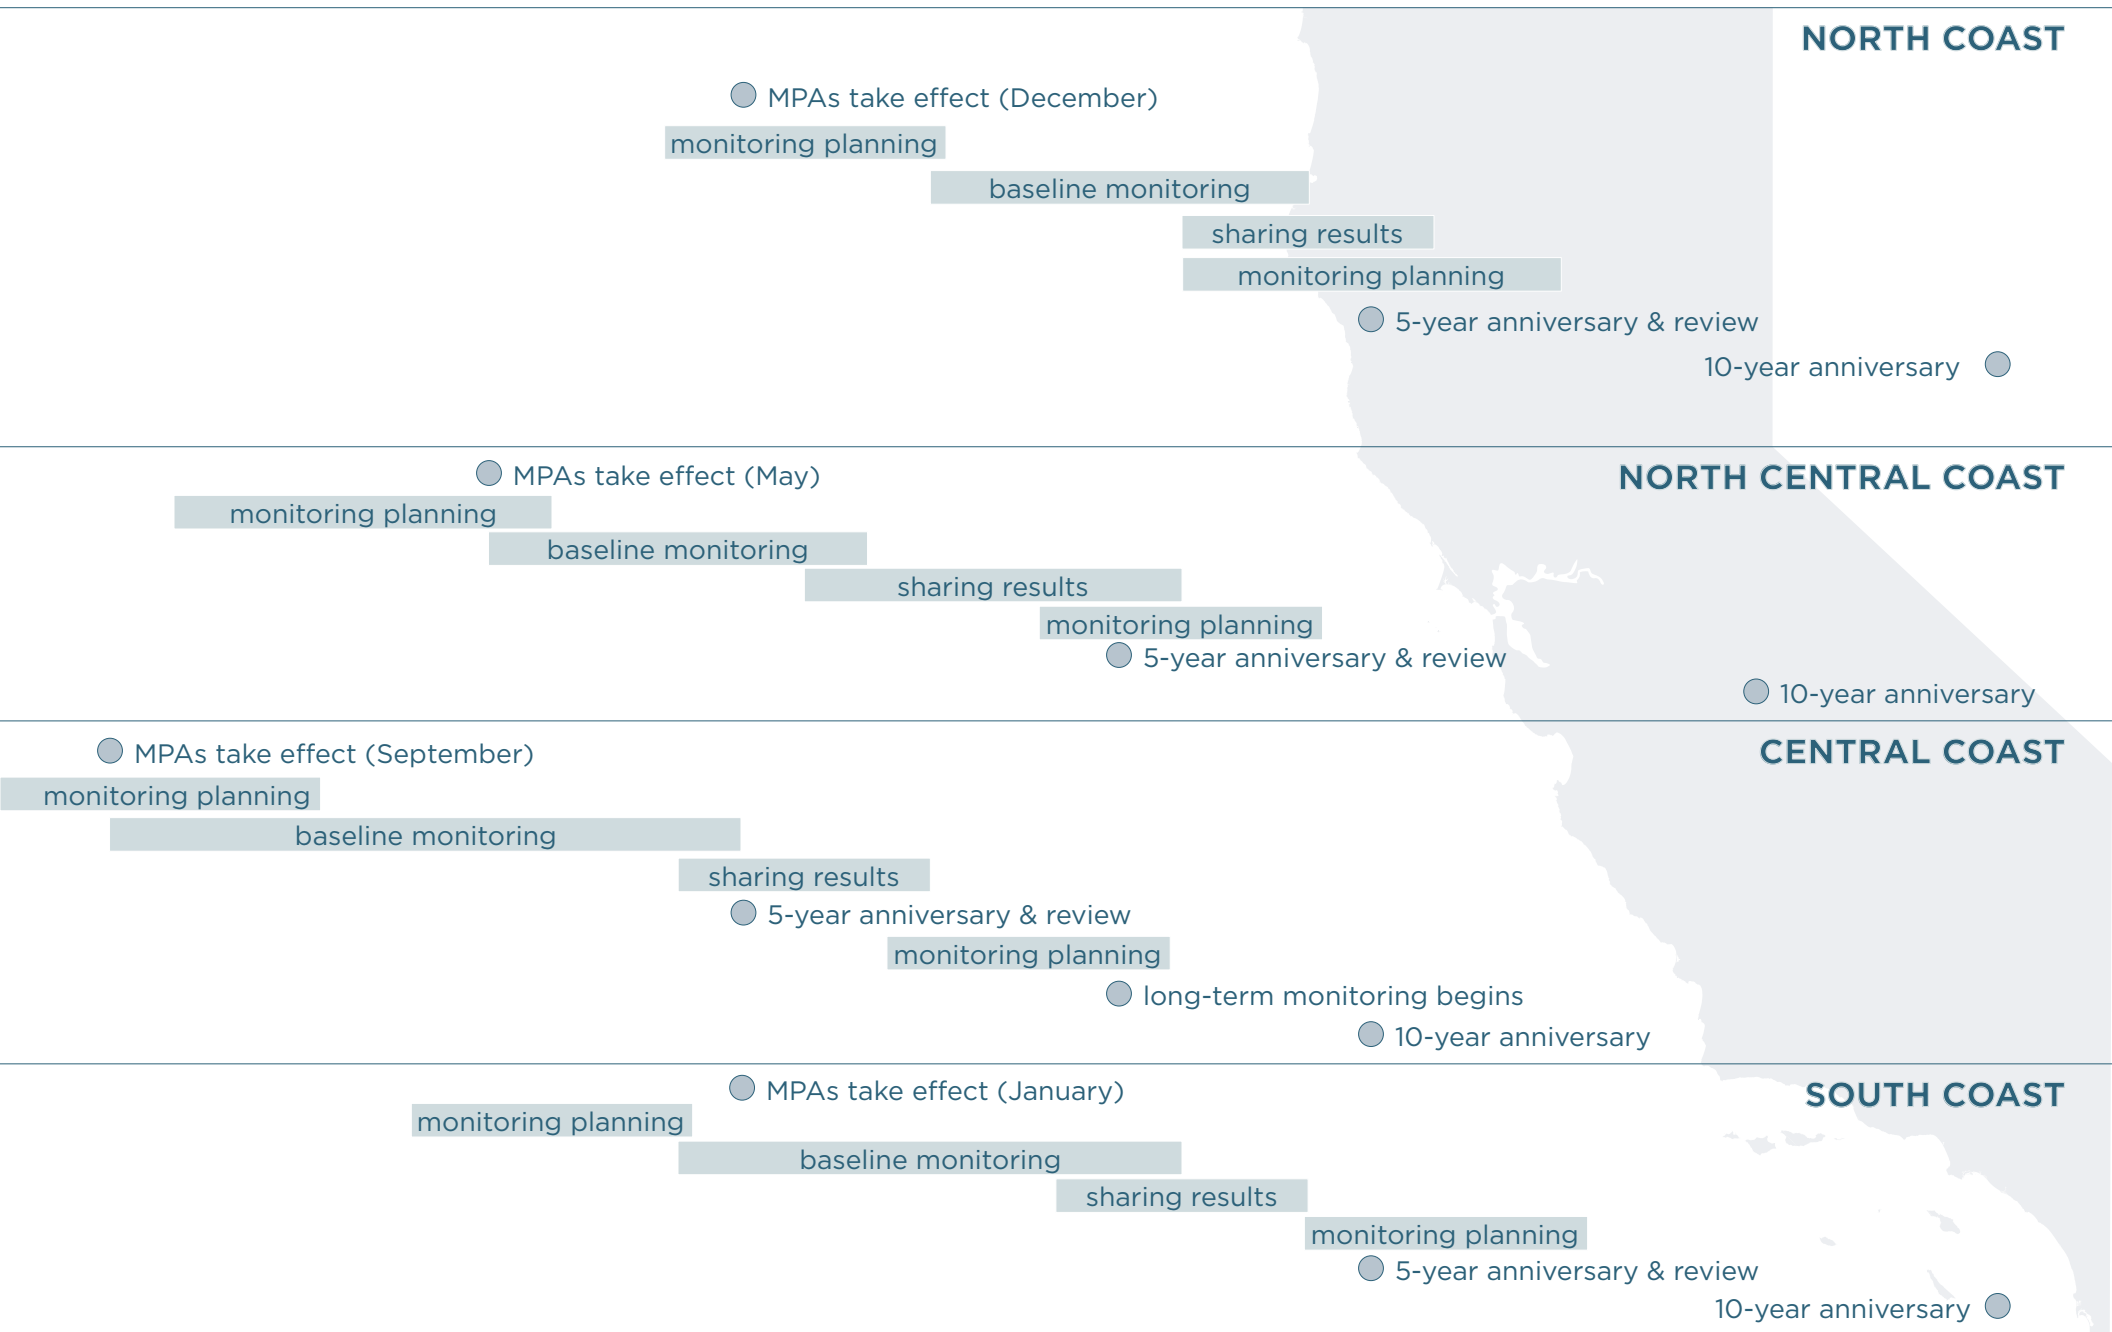 NORTH COAST
MPAs take effect (December)
monitoring planning
baseline monitoring
sharing results
monitoring planning
5-year anniversary & review
10-year anniversary
NORTH CENTRAL COAST
MPAs take effect (May)
monitoring planning
baseline monitoring
sharing results
monitoring planning
5-year anniversary & review
10-year anniversary
CENTRAL COAST
MPAs take effect (September)
monitoring planning
baseline monitoring
sharing results
5-year anniversary & review
monitoring planning
long-term monitoring begins
10-year anniversary
SOUTH COAST
MPAs take effect (January)
monitoring planning
baseline monitoring
sharing results
monitoring planning
5-year anniversary & review
10-year anniversary